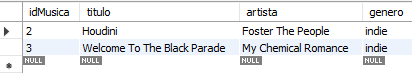 idMusica titulo artista genero
2 Houdini Foster The People indie
3 Welcome To The Black Parade My Chemical Romance indie
NULL NULL NULL NULL